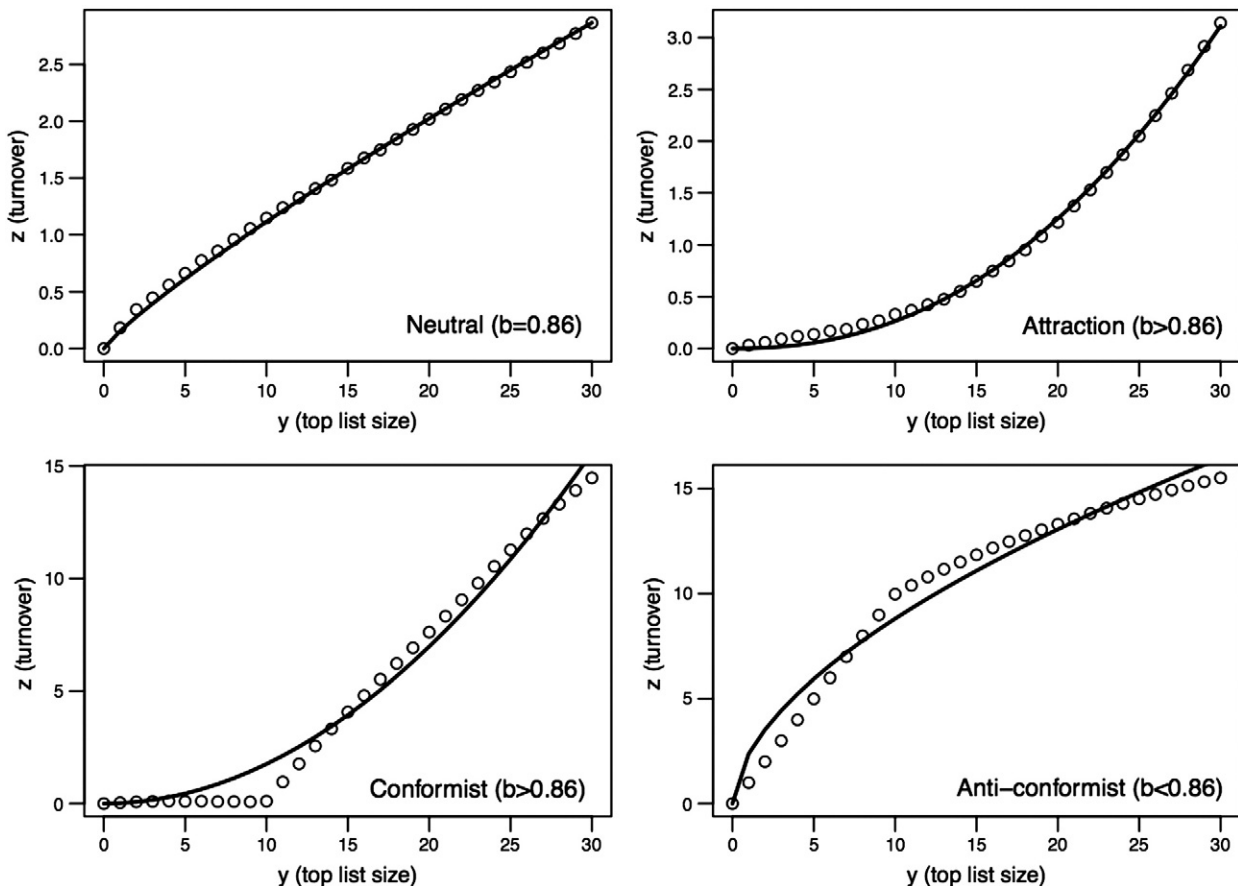 2.5
2.0
1.5
1.0
0.5
0.0
z (turnover)
Neutral (b=0.86)
0 5 10 15 20 25 30
y (top list size)
3.0
2.5
2.0
1.5
1.0
0.5
0.0
z (turnover)
Attraction (b>0.86)
0 5 10 15 20 25 30
y (top list size)
15
10
5
0
z (turnover)
Conformist (b>0.86)
0 5 10 15 20 25 30
y (top list size)
15
10
5
0
z (turnover)
Anti-conformist (b<0.86)
0 5 10 15 20 25 30
y (top list size)